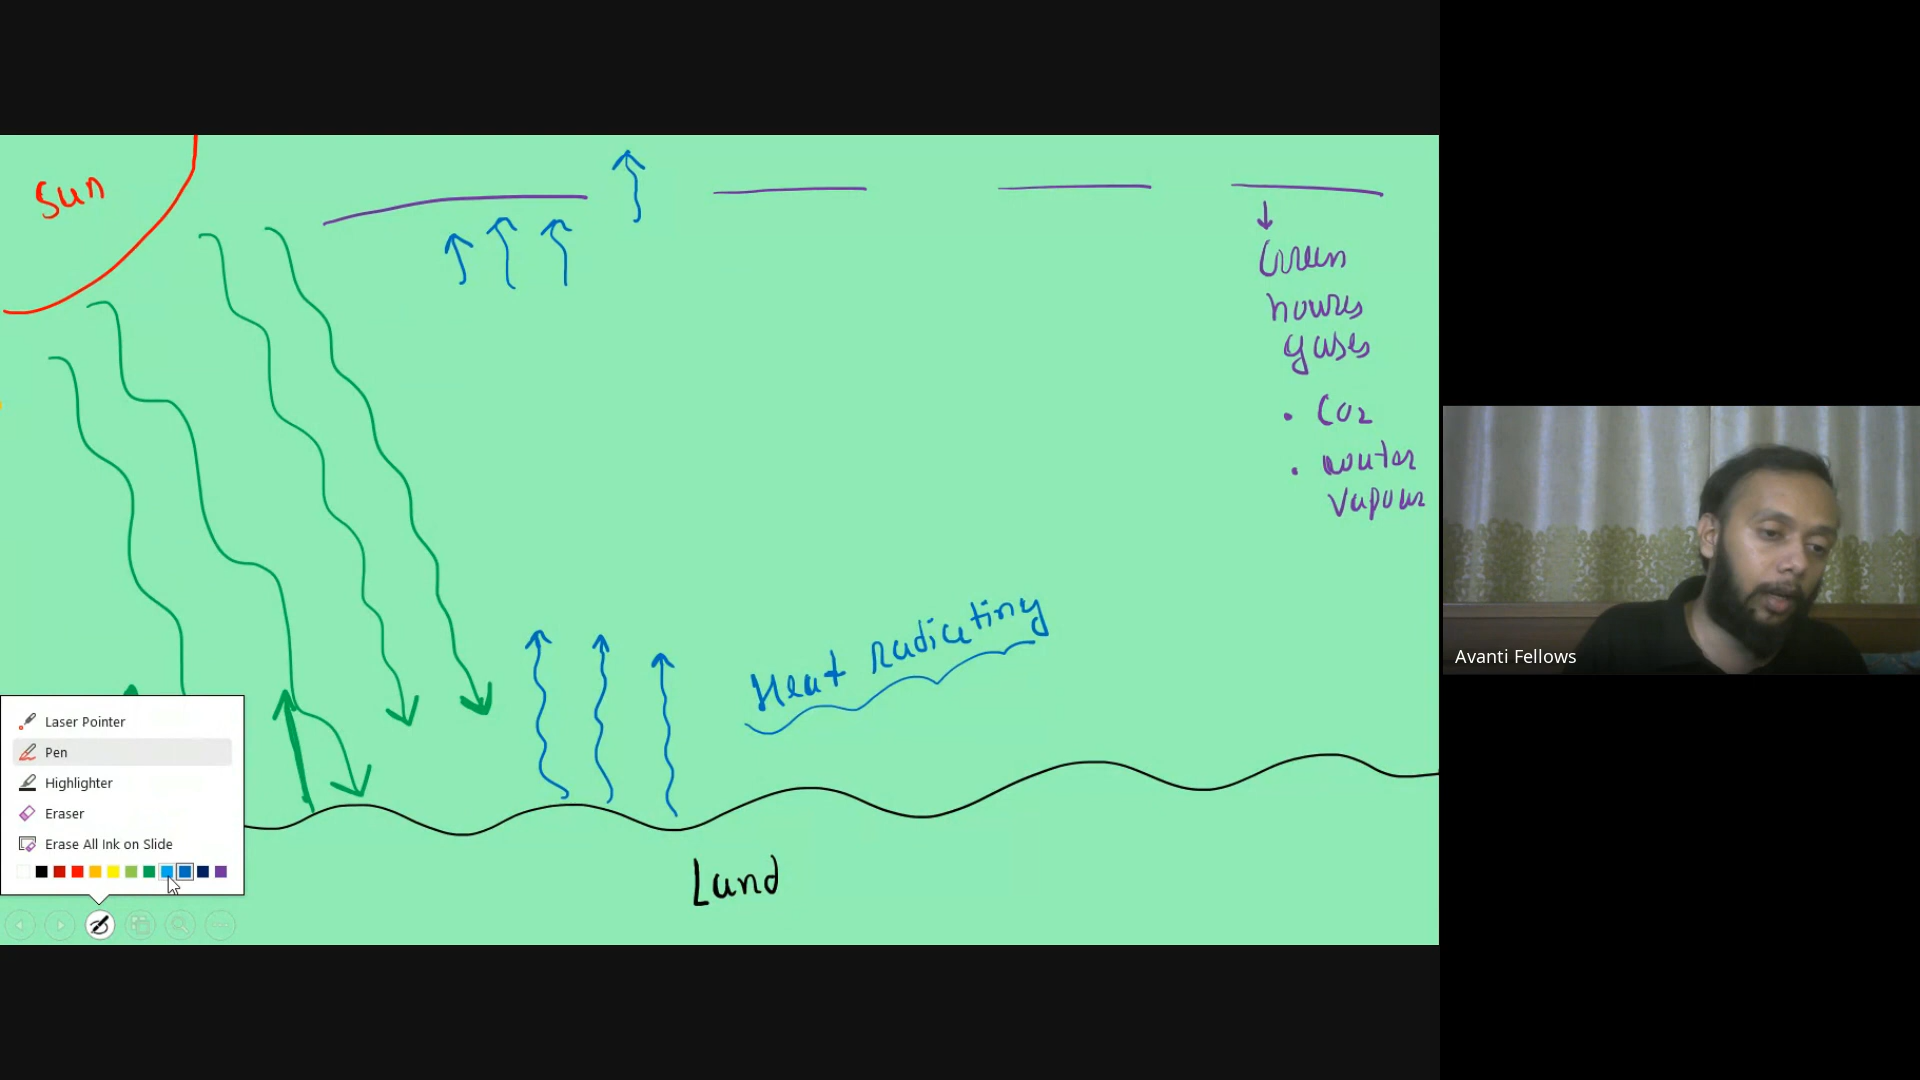 Sun
Green
houses
gases
• CO2
• water
vapour
Heat radiating
Land
Laser Pointer
Pen
Highlighter
Eraser
Erase All Ink on Slide
Avanti Fellows